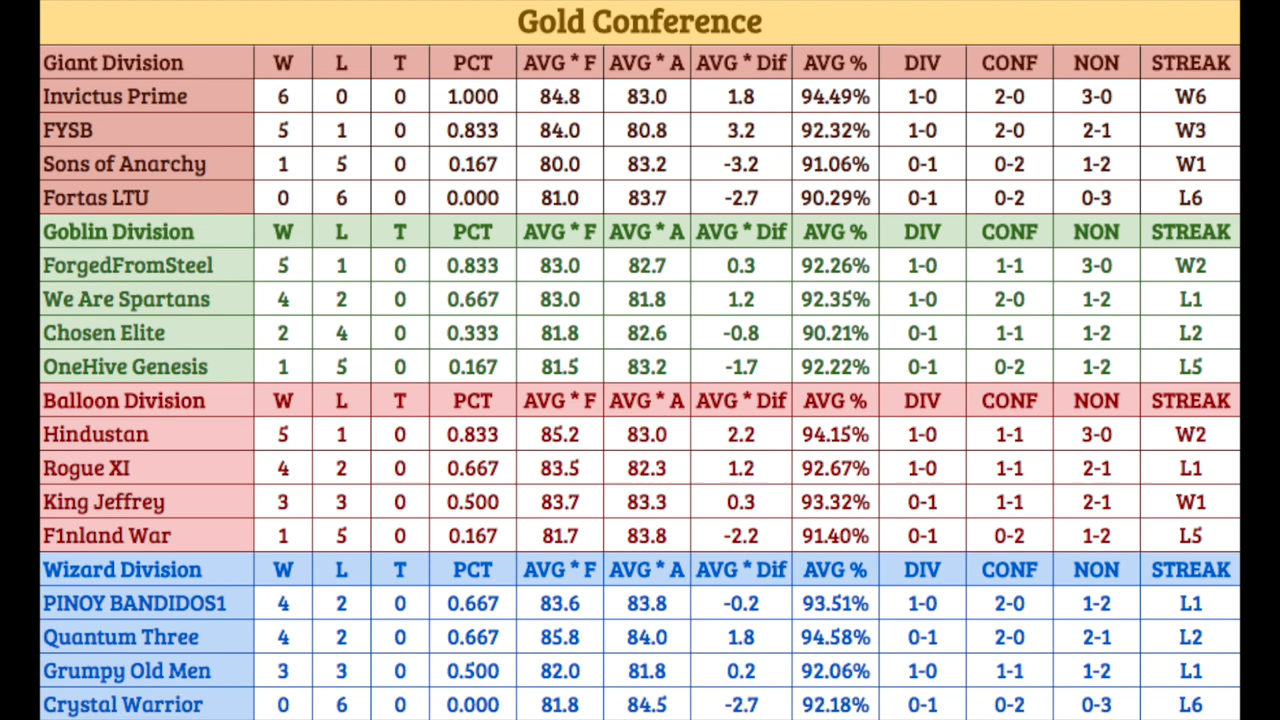 Gold Conference
Giant Division W L T PCT AVG * F AVG * A AVG * Dif AVG % DIV CONF NON STREAK
Invictus Prime 6 0 0 1.000 84.8 83.0 1.8 94.49% 1-0 2-0 3-0 W6
FYSB 5 1 0 0.833 84.0 80.8 3.2 92.32% 1-0 2-0 2-1 W3
Sons of Anarchy 1 5 0 0.167 80.0 83.2 -3.2 91.06% 0-1 0-2 1-2 W1
Fortas LTU 0 6 0 0.000 81.0 83.7 -2.7 90.29% 0-1 0-2 0-3 L6
Goblin Division W L T PCT AVG * F AVG * A AVG * Dif AVG % DIV CONF NON STREAK
ForgedFromSteel 5 1 0 0.833 83.0 82.7 0.3 92.26% 1-0 1-1 3-0 W2
We Are Spartans 4 2 0 0.667 83.0 81.8 1.2 92.35% 1-0 2-0 1-2 L1
Chosen Elite 2 4 0 0.333 81.8 82.6 -0.8 90.21% 0-1 1-1 1-2 L2
OneHive Genesis 1 5 0 0.167 81.5 83.2 -1.7 92.22% 0-1 0-2 1-2 L5
Balloon Division W L T PCT AVG * F AVG * A AVG * Dif AVG % DIV CONF NON STREAK
Hindustan 5 1 0 0.833 85.2 83.0 2.2 94.15% 1-0 1-1 3-0 W2
Rogue XI 4 2 0 0.667 83.5 82.3 1.2 92.67% 1-0 1-1 2-1 L1
King Jeffrey 3 3 0 0.500 83.7 83.3 0.3 93.32% 0-1 1-1 2-1 W1
F1nland War 1 5 0 0.167 81.7 83.8 -2.2 91.40% 0-1 0-2 1-2 L5
Wizard Division W L T PCT AVG * F AVG * A AVG * Dif AVG % DIV CONF NON STREAK
PINOY BANDIDOS1 4 2 0 0.667 83.6 83.8 -0.2 93.51% 1-0 2-0 1-2 L1
Quantum Three 4 2 0 0.667 85.8 84.0 1.8 94.58% 0-1 2-0 2-1 L2
Grumpy Old Men 3 3 0 0.500 82.0 81.8 0.2 92.06% 1-0 1-1 1-2 L1
Crystal Warrior 0 6 0 0.000 81.8 84.5 -2.7 92.18% 0-1 0-2 0-3 L6